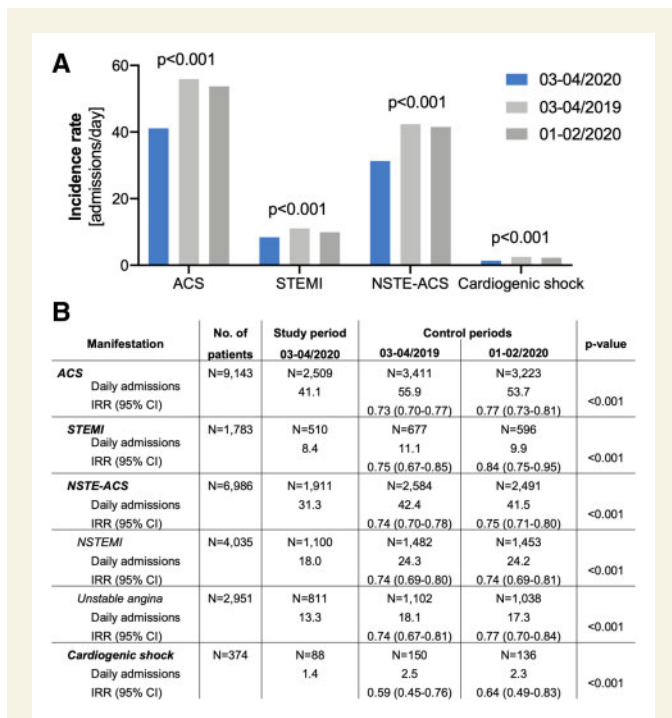 A
p<0.001
p<0.001
p<0.001
p<0.001
03-04/2020
03-04/2019
01-02/2020
Incidence rate
[admissions/day]
60
40
20
0
ACS STEMI NSTE-ACS Cardiogenic shock
B
Manifestation No. of patients Study period 03-04/2020 Control periods 03-04/2019 01-02/2020 p-value
ACS N=9,143 N=2,509 N=3,411 N=3,223
Daily admissions 41.1 55.9 53.7
IRR (95% CI) 0.73 (0.70-0.77) 0.77 (0.73-0.81) <0.001
STEMI N=1,783 N=510 N=677 N=596
Daily admissions 8.4 11.1 9.9
IRR (95% CI) 0.75 (0.67-0.85) 0.84 (0.75-0.95) <0.001
NSTE-ACS N=6,986 N=1,911 N=2,584 N=2,491
Daily admissions 31.3 42.4 41.5
IRR (95% CI) 0.74 (0.70-0.78) 0.75 (0.71-0.80) <0.001
NSTEMI N=4,035 N=1,100 N=1,482 N=1,453
Daily admissions 18.0 24.3 24.2
IRR (95% CI) 0.74 (0.69-0.80) 0.74 (0.69-0.81) <0.001
Unstable angina N=2,951 N=811 N=1,102 N=1,038
Daily admissions 13.3 18.1 17.3
IRR (95% CI) 0.74 (0.67-0.81) 0.77 (0.70-0.84) <0.001
Cardiogenic shock N=374 N=88 N=150 N=136
Daily admissions 1.4 2.5 2.3
IRR (95% CI) 0.59 (0.45-0.76) 0.64 (0.49-0.83) <0.001